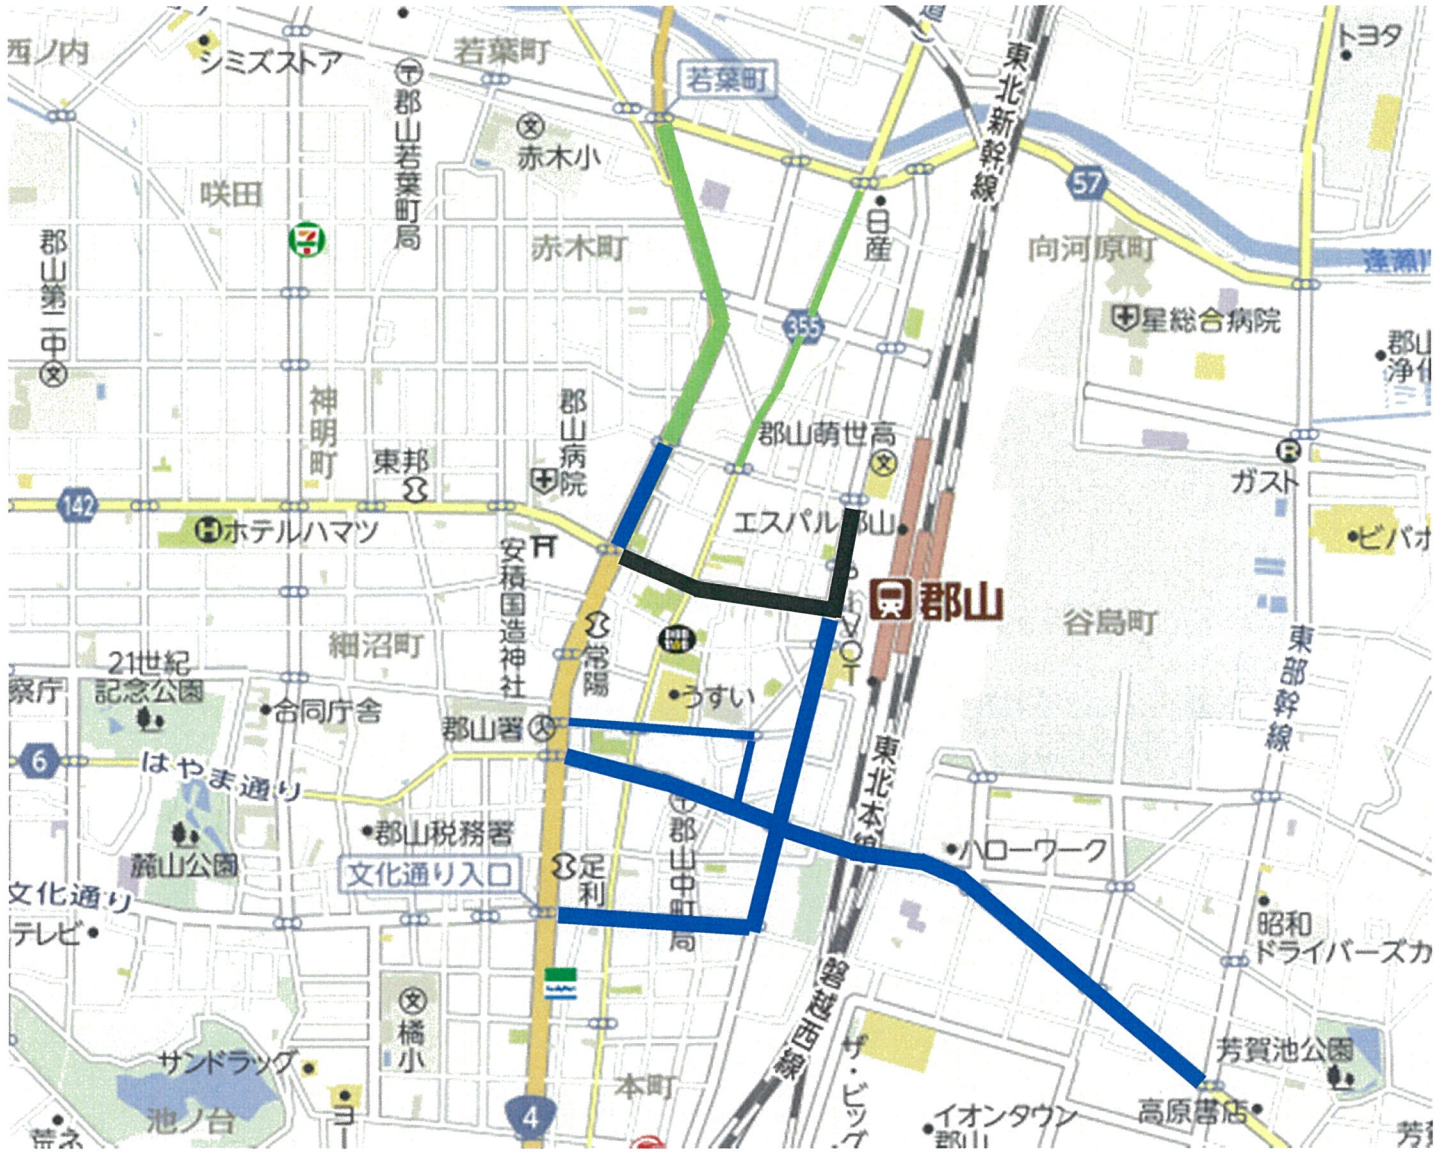 西ノ内
シミズストア
若葉町
若葉町
東北新幹線
トヨタ
郡山若葉町局
赤木小
咲田
57
日産
赤木町
向河原町
逢瀬川
郡山第二中
星総合病院
355
郡山
浄化
神明町
郡山病院
郡山萌世高
東邦
ガスト
142
ホテルハマツ
エスパル郡山
ビバホ
安積国造神社
郡山
谷島町
細沼町
常陽
東部幹線
21世紀
記念公園
察庁
合同庁舎
うすい
郡山署
6
はやま通り
東北本線
郡山税務署
郡山中町局
ハローワーク
麓山公園
文化通り入口
足利
文化通り
テレビ
昭和
ドライバーズカ
FamilyMart
橘小
磐越西線
サンドラッグ
芳賀池公園
ザ・ビッグ
本町
池ノ台
ヨー
4
イオンタウン
郡山
高原書店
荒ネ
芳賀